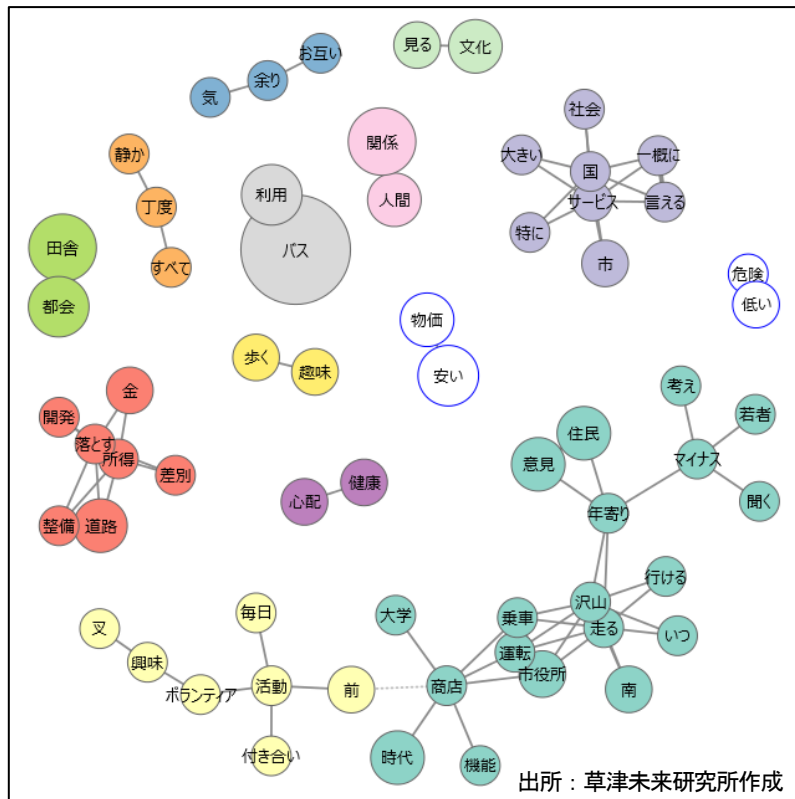 お互い
余り
気
見る
文化
社会
大きい
国
一概に
サービス
言える
特に
市
関係
人間
静か
丁度
すべて
利用
バス
田舎
都会
危険
低い
物価
安い
歩く
趣味
金
開発
落とす
所得
差別
整備
道路
心配
健康
考え
若者
マイナス
聞く
住民
意見
年寄り
行ける
沢山
乗車
走る
いつ
運転
市役所
南
大学
商店
時代
機能
毎日
又
興味
ボランティア
活動
前
付き合い
出所：草津未来研究所作成